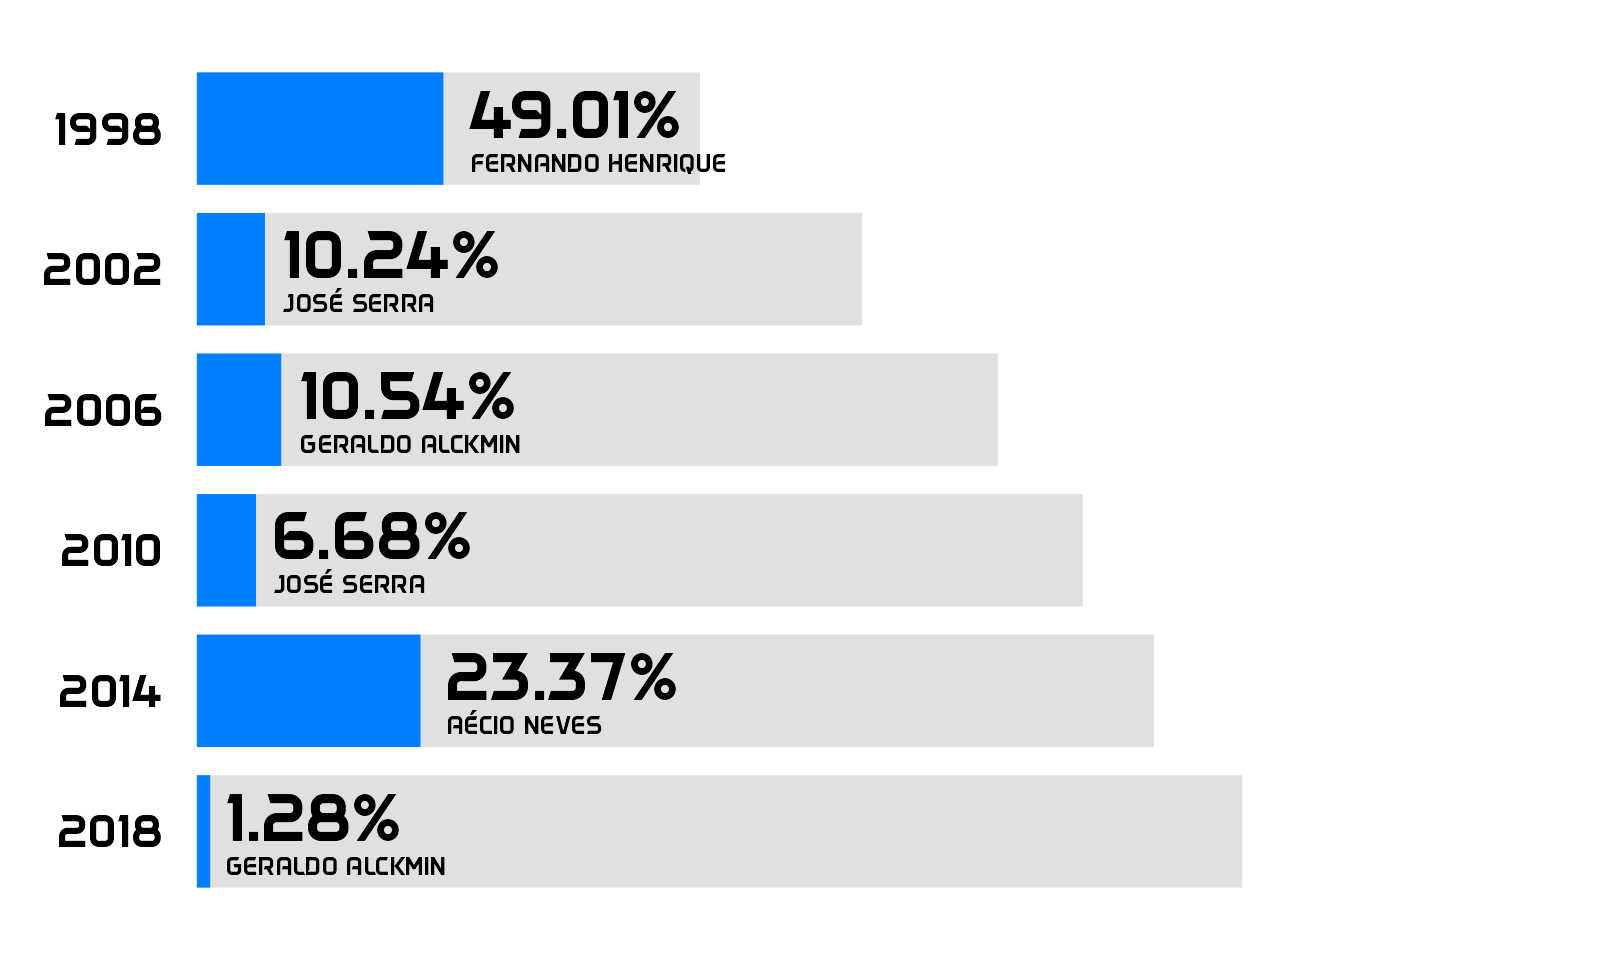 1998
49.01%
FERNANDO HENRIQUE
2002
10.24%
JOSÉ SERRA
2006
10.54%
GERALDO ALCKMIN
2010
6.68%
JOSÉ SERRA
2014
23.37%
AÉCIO NEVES
2018
1.28%
GERALDO ALCKMIN